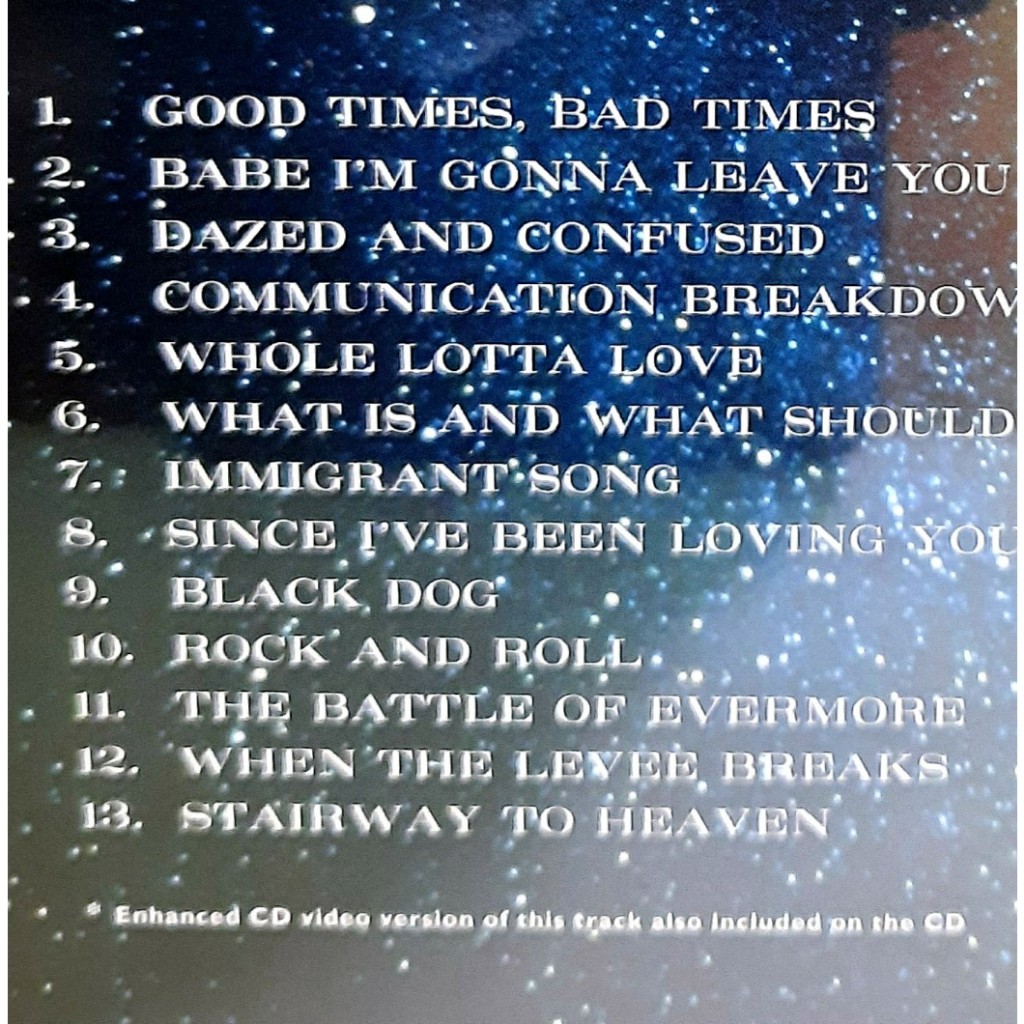 1. GOOD TIMES, BAD TIMES
2. BABE I'M GONNA LEAVE YOU
3. DAZED AND CONFUSED
4. COMMUNICATION BREAKDOW
5. WHOLE LOTTA LOVE
6. WHAT IS AND WHAT SHOULD
7. IMMIGRANT SONG
8. SINCE I'VE BEEN LOVING YOU
9. BLACK DOG
10. ROCK AND ROLL
11. THE BATTLE OF EVERMORE
12. WHEN THE LEVEE BREAKS
13. STAIRWAY TO HEAVEN
* Enhanced CD video version of this track also included on the CD